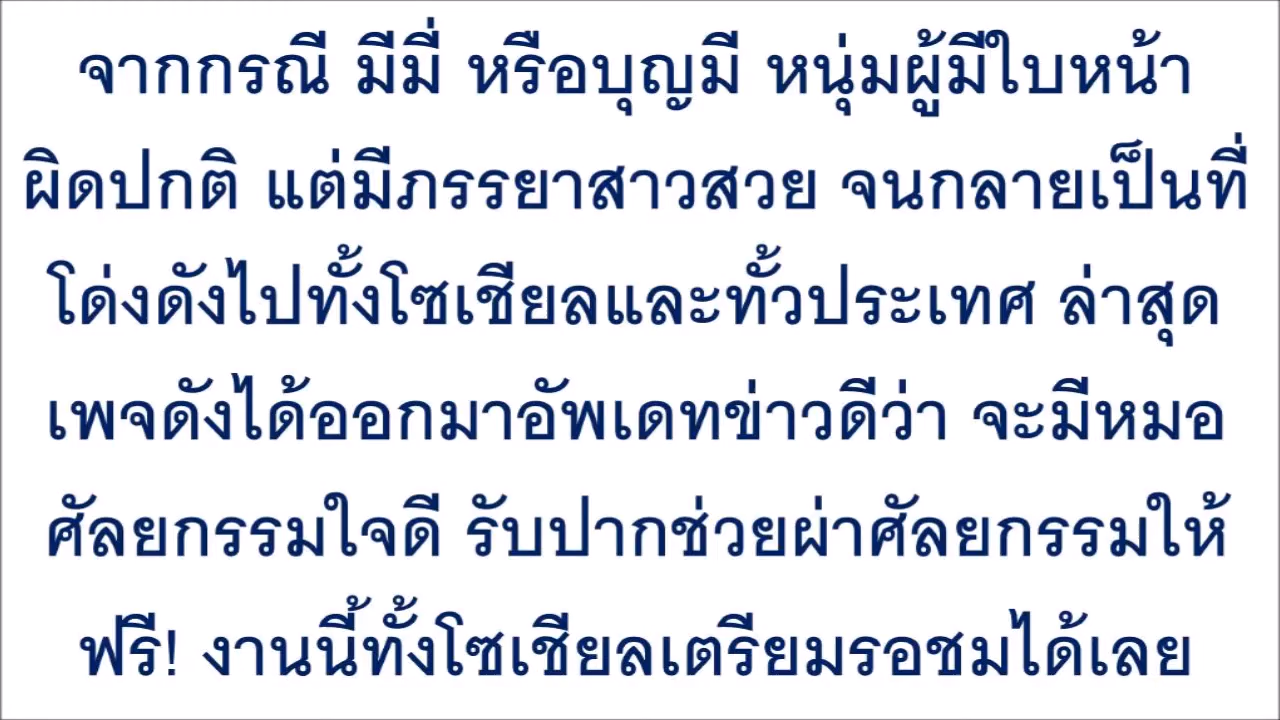 จากกรณี มีมี่ หรือบุญมี หนุ่มผู้มีใบหน้า
ผิดปกติ แต่มีภรรยาสาวสวย จนกลายเป็นที่
โด่งดังไปทั้งโซเชียลและทั้วประเทศ ล่าสุด
เพจดังได้ออกมาอัพเดทข่าวดีว่า จะมีหมอ
ศัลยกรรมใจดี รับปากช่วยผ่าศัลยกรรมให้
ฟรี! งานนี้ทั้งโซเชียลเตรียมรอชมได้เลย